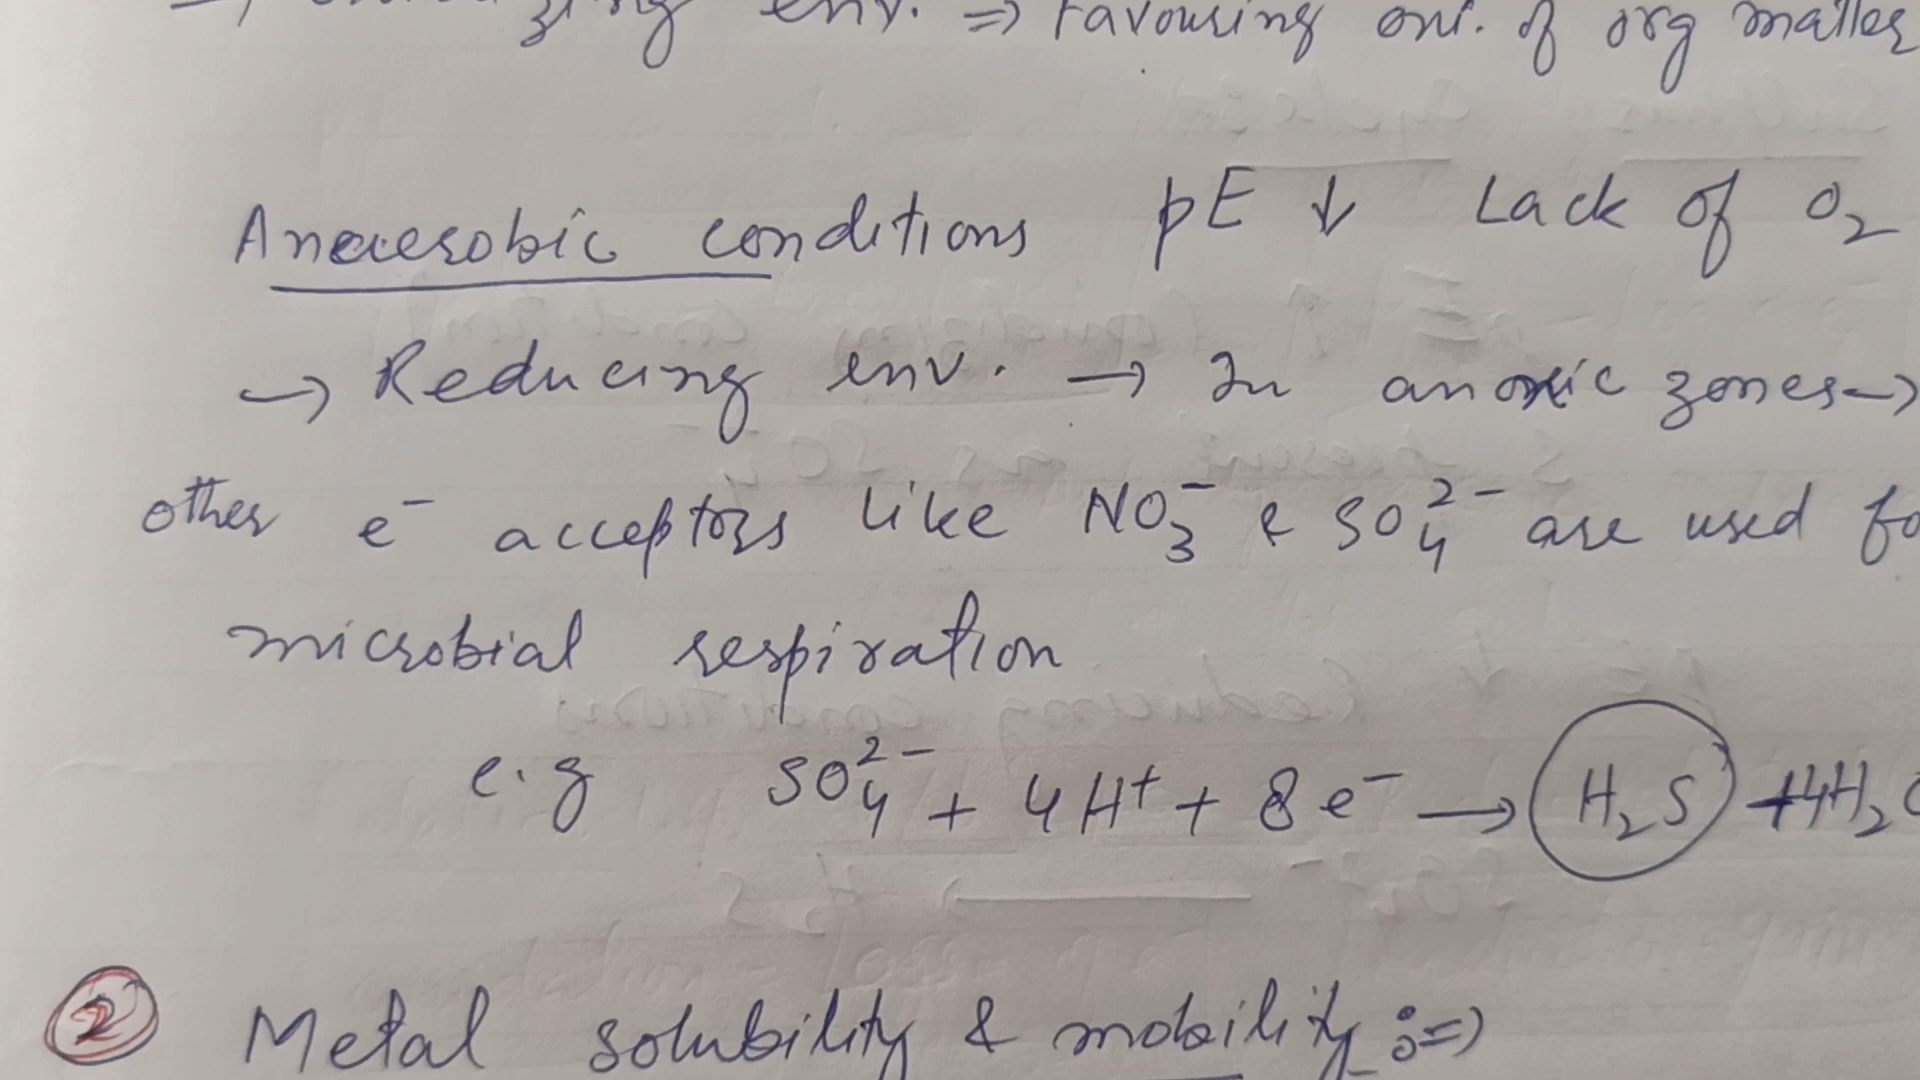 env. => Favouring oxi. of org matter
Anaerobic conditions pE ↓ Lack of O₂
→ Reducing env. → In anoxic zones →
other e⁻ acceptors like NO₃⁻ & SO₄²⁻ are used fo
microbial respiration
e.g SO₄²⁻ + 4H⁺ + 8e⁻ → H₂S + 4H₂O
② Metal solubility & mobility :=>